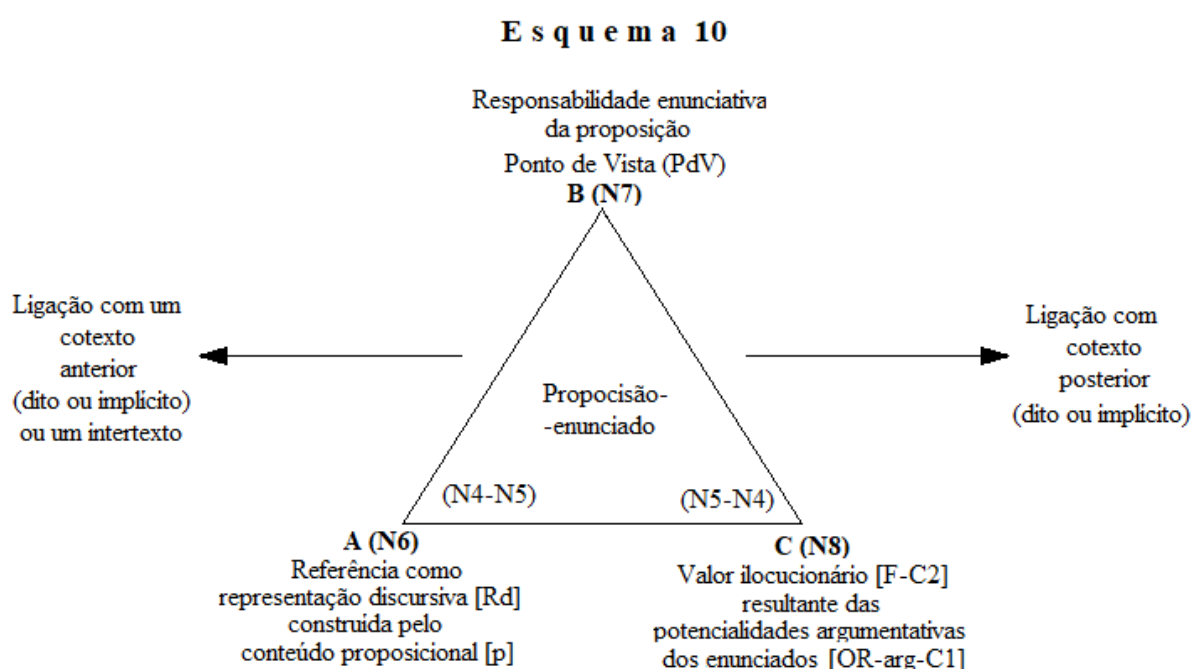 Esquema 10
Responsabilidade enunciativa
da proposição
Ponto de Vista (PdV)
B (N7)
Ligação com um
cotexto
anterior
(dito ou implícito)
ou um intertexto
Ligação com
cotexto
posterior
(dito ou implícito)
Propocisão-
-enunciado
(N4-N5)
(N5-N4)
A (N6)
Referência como
representação discursiva [Rd]
construída pelo
conteúdo proposicional [p]
C (N8)
Valor ilocucionário [F-C2]
resultante das
potencialidades argumentativas
dos enunciados [OR-arg-C1]